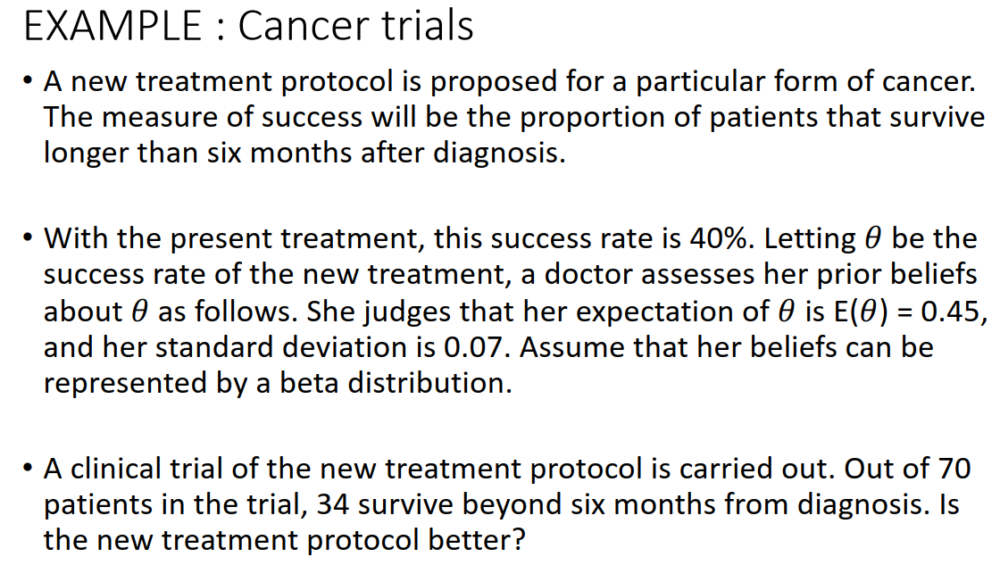 EXAMPLE : Cancer trials
• A new treatment protocol is proposed for a particular form of cancer.
The measure of success will be the proportion of patients that survive
longer than six months after diagnosis.
• With the present treatment, this success rate is 40%. Letting θ be the
success rate of the new treatment, a doctor assesses her prior beliefs
about θ as follows. She judges that her expectation of θ is E(θ) = 0.45,
and her standard deviation is 0.07. Assume that her beliefs can be
represented by a beta distribution.
• A clinical trial of the new treatment protocol is carried out. Out of 70
patients in the trial, 34 survive beyond six months from diagnosis. Is
the new treatment protocol better?